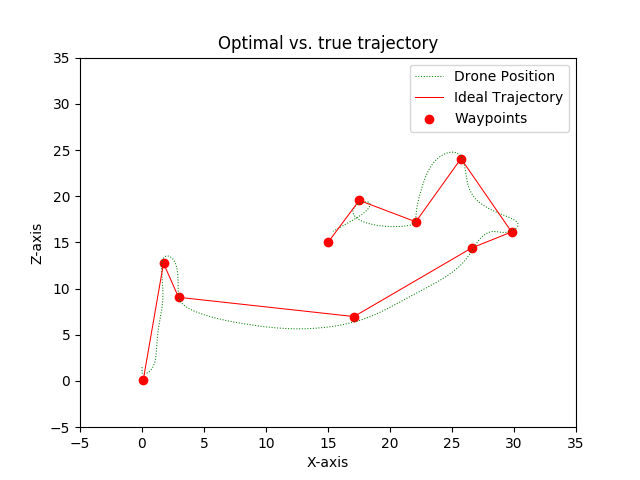 Optimal vs. true trajectory
Drone Position
Ideal Trajectory
Waypoints
35
30
25
20
15
10
5
0
−5
Z-axis
−5 0 5 10 15 20 25 30 35
X-axis